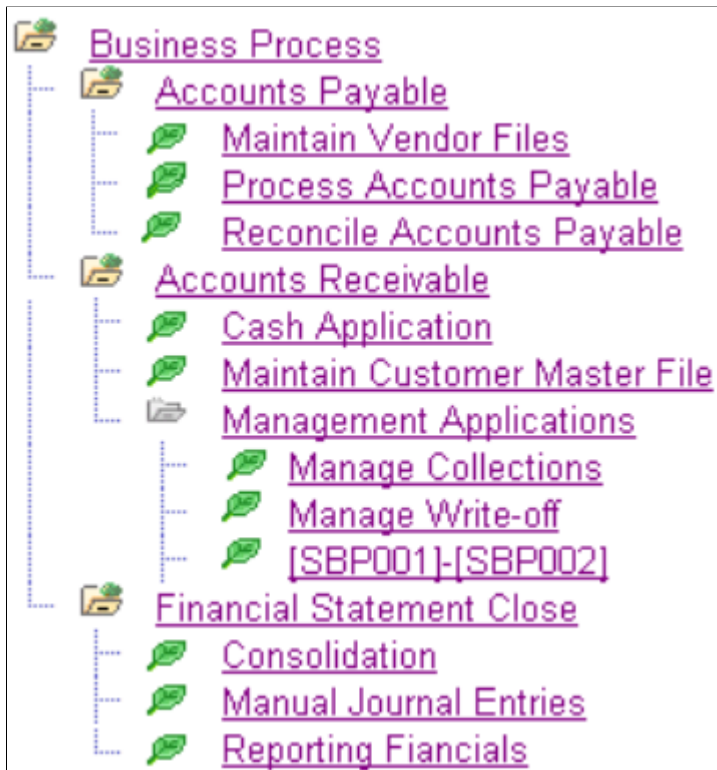 Business Process
Accounts Payable
Maintain Vendor Files
Process Accounts Payable
Reconcile Accounts Payable
Accounts Receivable
Cash Application
Maintain Customer Master File
Management Applications
Manage Collections
Manage Write-off
[SBP001]-[SBP002]
Financial Statement Close
Consolidation
Manual Journal Entries
Reporting Fiancials